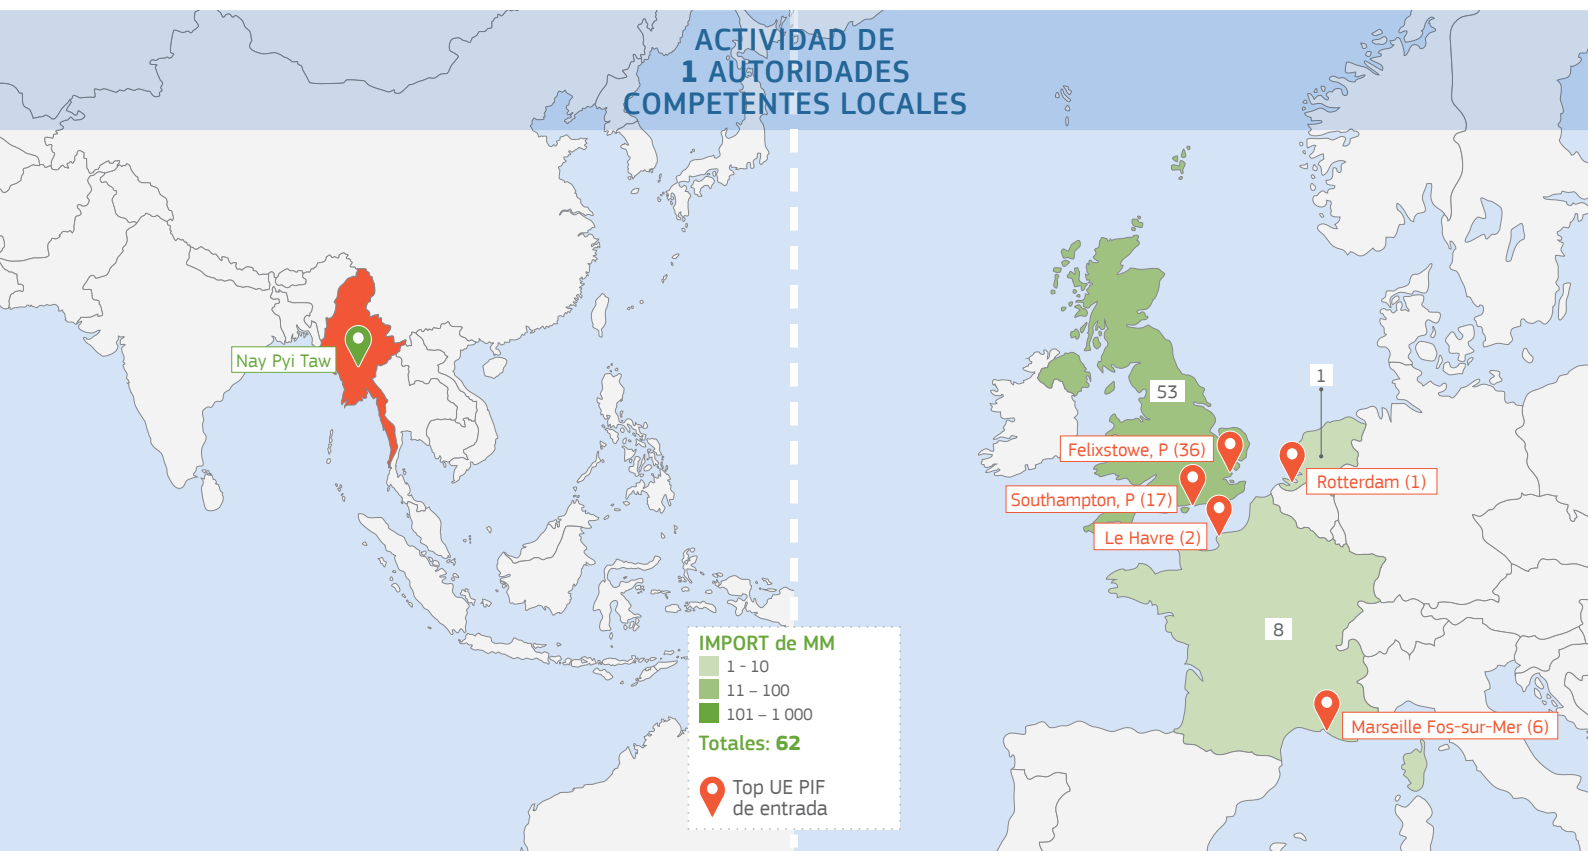 ACTIVIDAD DE
1 AUTORIDADES
COMPETENTES LOCALES
Nay Pyi Taw
53
1
Felixstowe, P (36)
Rotterdam (1)
Southampton, P (17)
Le Havre (2)
8
Marseille Fos-sur-Mer (6)
IMPORT de MM
1 - 10
11 – 100
101 – 1 000
Totales: 62
Top UE PIF
de entrada